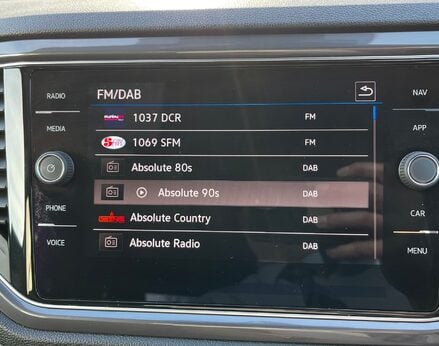 FM/DAB
RADIO
MEDIA
PHONE
VOICE
NAV
APP
CAR
MENU
1037 DCR FM
1069 SFM FM
Absolute 80s DAB
Absolute 90s DAB
Absolute Country DAB
Absolute Radio DAB